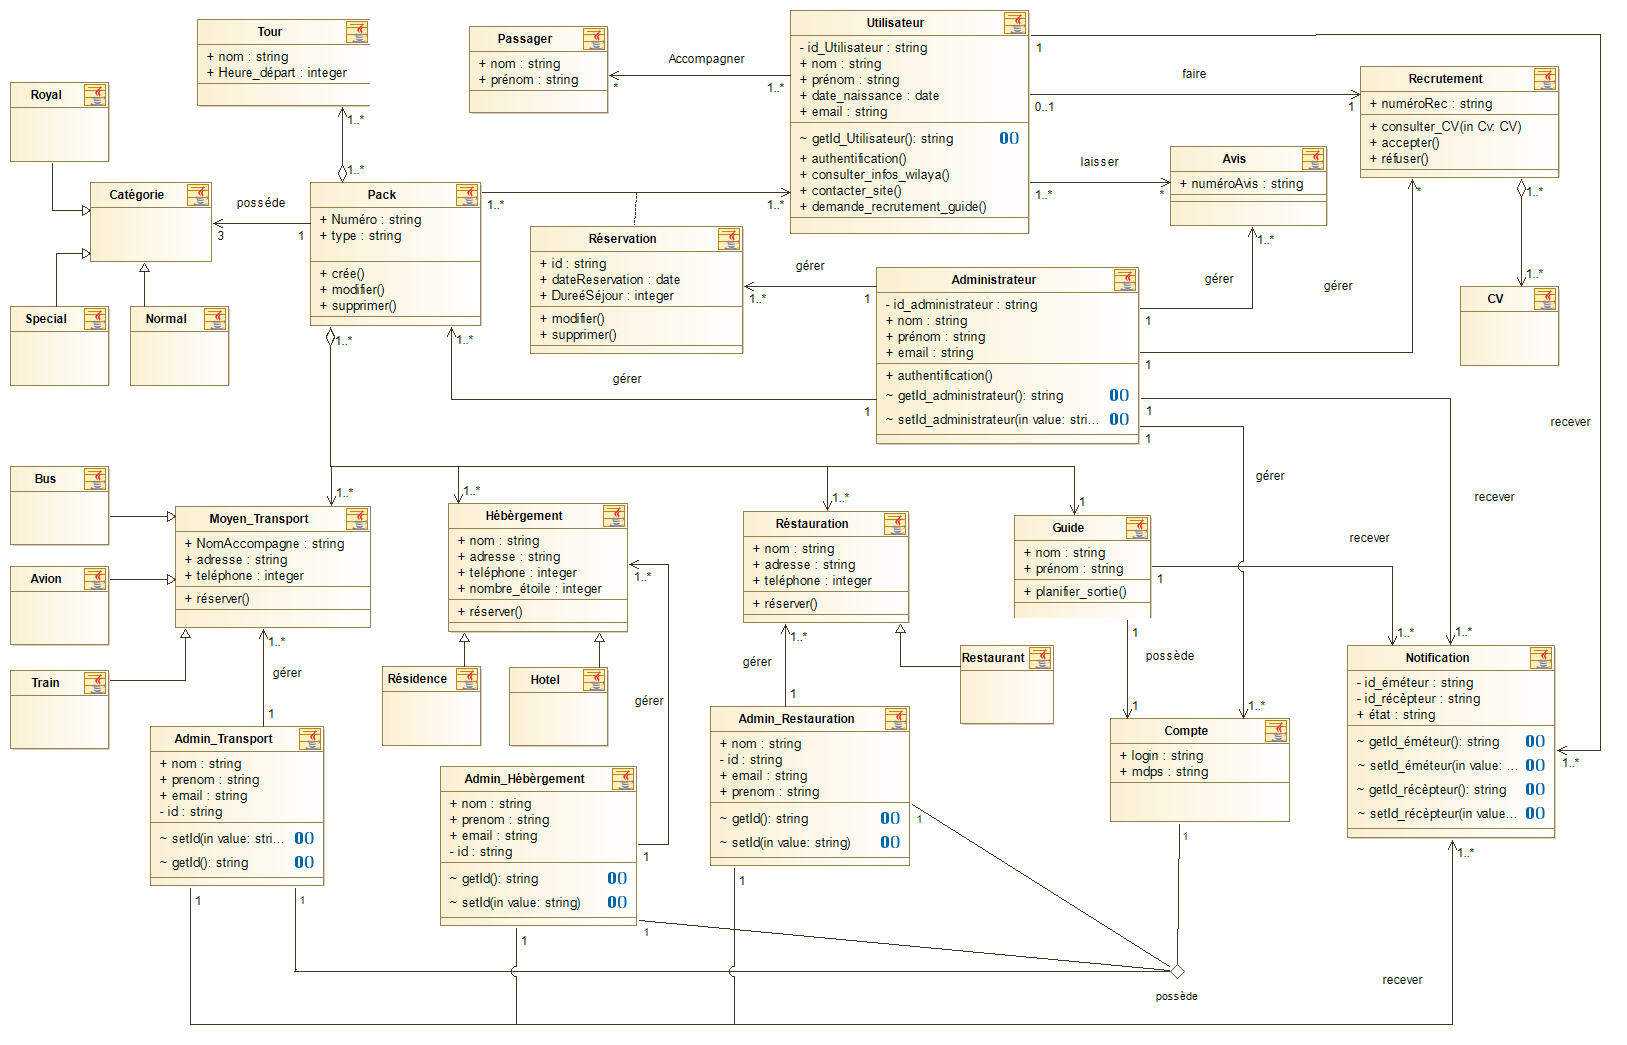 Tour
+ nom : string
+ Heure_départ : integer
Passager
+ nom : string
+ prénom : string
Accompagner
*
1..*
Utilisateur
- id_Utilisateur : string
+ nom : string
+ prénom : string
+ date_naissance : date
+ email : string
~ getId_Utilisateur(): string
+ authentification()
+ consulter_infos_wilaya()
+ contacter_site()
+ demande_recrutement_guide()
1
faire
0..1
1
Recrutement
+ numéroRec : string
+ consulter_CV(in Cv: CV)
+ accepter()
+ réfuser()
laisser
1..*
*
Avis
+ numéroAvis : string
Royal
Catégorie
posséde
3
1
Special
Normal
1..*
1..*
Pack
+ Numéro : string
+ type : string
+ crée()
+ modifier()
+ supprimer()
1..*
1..*
Réservation
+ id : string
+ dateReservation : date
+ DureéSéjour : integer
+ modifier()
+ supprimer()
gérer
1..*
1
Administrateur
- id_administrateur : string
+ nom : string
+ prénom : string
+ email : string
+ authentification()
~ getId_administrateur(): string
~ setId_administrateur(in value: stri...
gérer
1..*
1
gérer
*
1
1..*
1..*
CV
1..*
gérer
1
1
1
recever
gérer
recever
recever
Bus
Avion
Train
1..*
Moyen_Transport
+ NomAccompagne : string
+ adresse : string
+ teléphone : integer
+ réserver()
1..*
gérer
1
1..*
Hébèrgement
+ nom : string
+ adresse : string
+ teléphone : integer
+ nombre_étoile : integer
+ réserver()
1..*
Résidence
Hotel
gérer
1..*
Réstauration
+ nom : string
+ adresse : string
+ teléphone : integer
+ réserver()
1..*
gérer
1
Restaurant
1
Guide
+ nom : string
+ prénom : string
+ planifier_sortie()
1
1
possède
1
1..*
1..*
1..*
Notification
- id_éméteur : string
- id_récèpteur : string
+ état : string
~ getId_éméteur(): string
~ setId_éméteur(in value: ...
~ getId_récèpteur(): string
~ setId_récèpteur(in value...
1..*
1..*
Admin_Transport
+ nom : string
+ prenom : string
+ email : string
- id : string
~ setId(in value: stri...
~ getId(): string
1
1
Admin_Hébèrgement
+ nom : string
+ prenom : string
+ email : string
- id : string
~ getId(): string
~ setId(in value: string)
1
1
1
Admin_Restauration
+ nom : string
- id : string
+ email : string
+ prenom : string
~ getId(): string
~ setId(in value: string)
1
1
Compte
+ login : string
+ mdps : string
1
possède
recever